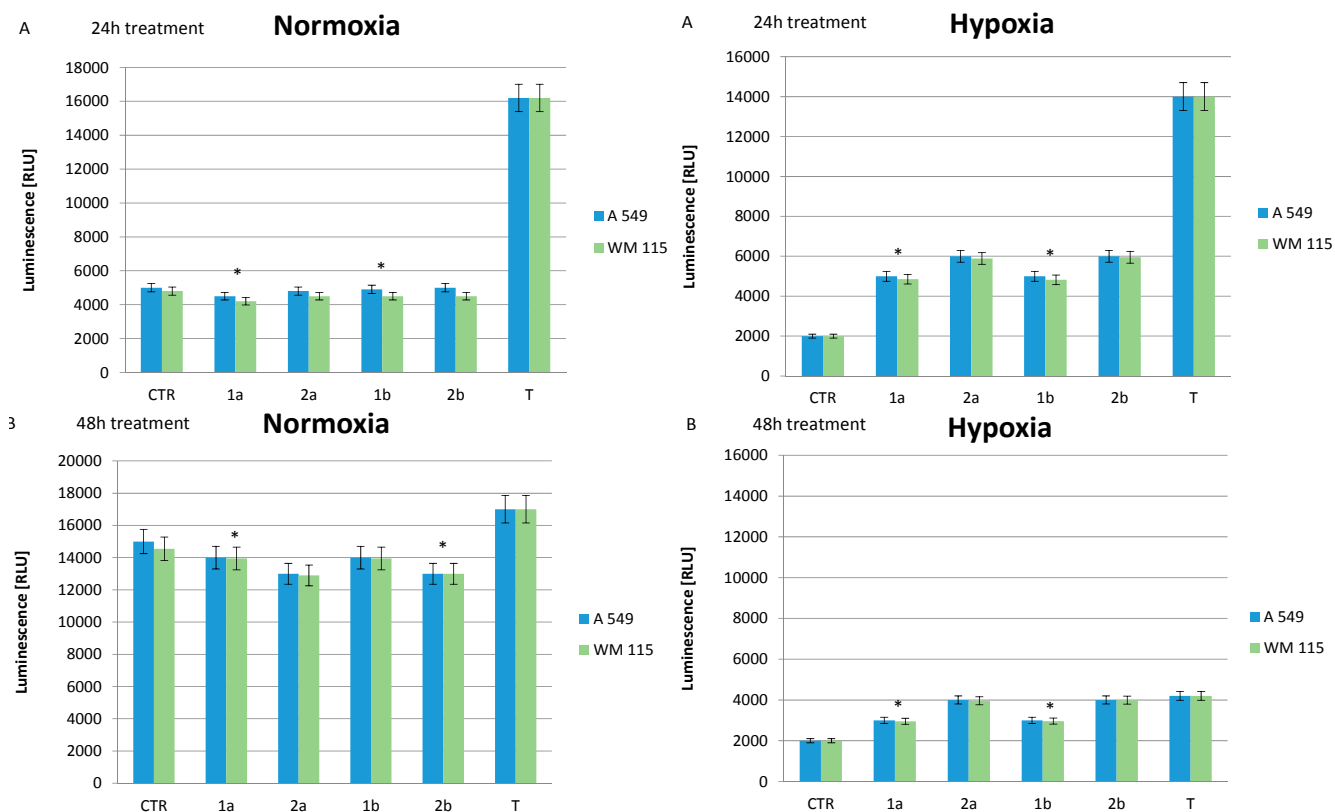 A 24h treatment Normoxia
18000
16000
14000
12000
10000
8000
6000
4000
2000
0
Luminescence [RLU]
* *
CTR 1a 2a 1b 2b T
A 549
WM 115
A 24h treatment Hypoxia
16000
14000
12000
10000
8000
6000
4000
2000
0
Luminescence [RLU]
* *
CTR 1a 2a 1b 2b T
A 549
WM 115
B 48h treatment Normoxia
20000
18000
16000
14000
12000
10000
8000
6000
4000
2000
0
Luminescence [RLU]
* *
CTR 1a 2a 1b 2b T
A 549
WM 115
B 48h treatment Hypoxia
16000
14000
12000
10000
8000
6000
4000
2000
0
Luminescence [RLU]
* *
CTR 1a 2a 1b 2b T
A 549
WM 115